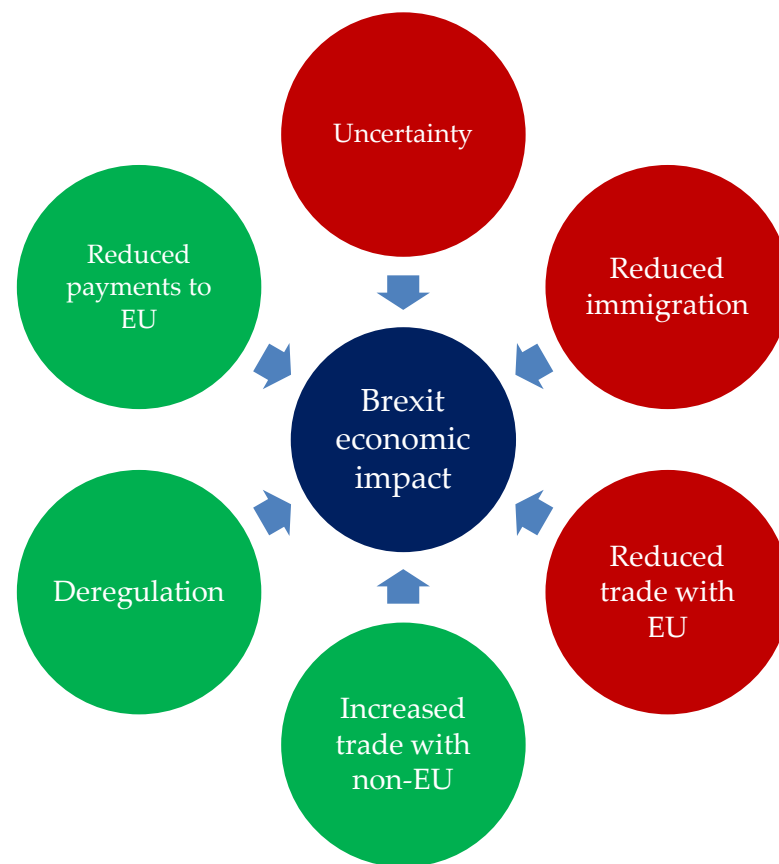 Uncertainty
Reduced
payments to
EU
Reduced
immigration
Brexit
economic
impact
Deregulation
Reduced
trade with
EU
Increased
trade with
non-EU